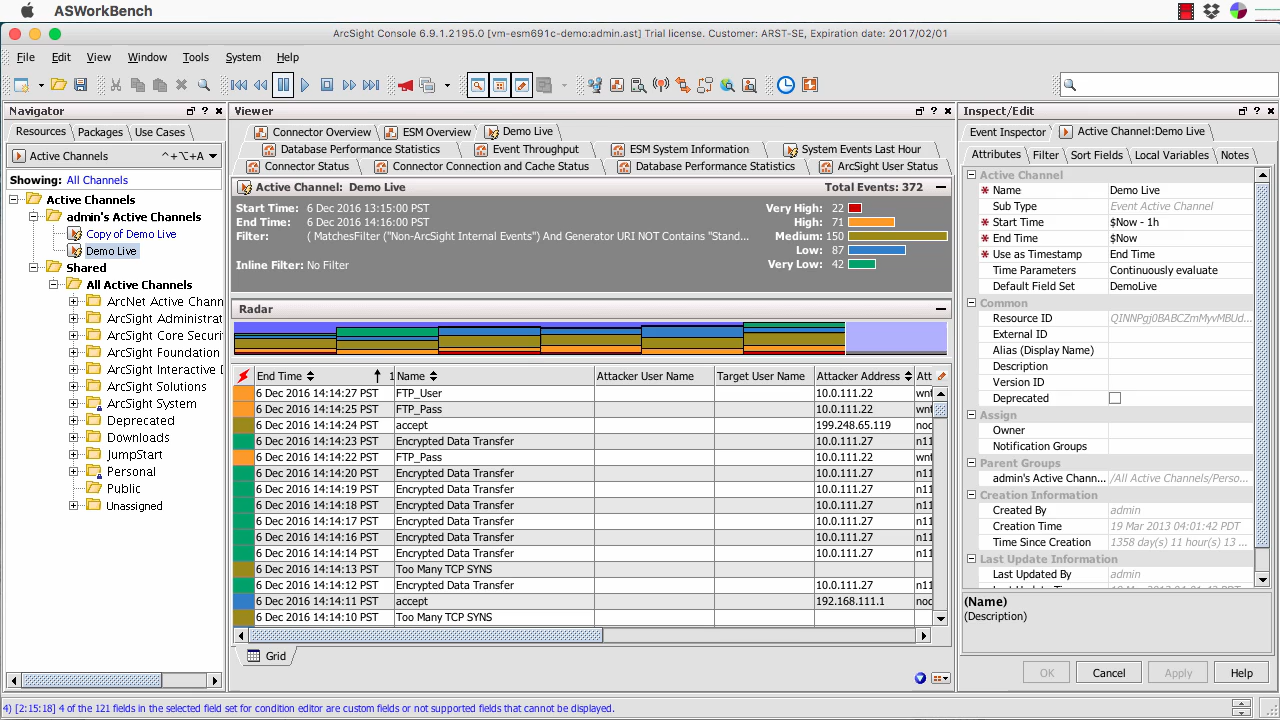 ASWorkBench
ArcSight Console 6.9.1.2195.0 [vm-esm691c-demo:admin.ast] Trial license. Customer: ARST-SE, Expiration date: 2017/02/01
File Edit View Window Tools System Help
Navigator
Resources Packages Use Cases
Active Channels ^+⌥+A
Showing: All Channels
Active Channels
admin's Active Channels
Copy of Demo Live
Demo Live
Shared
All Active Channels
ArcNet Active Chann
ArcSight Administrat
ArcSight Core Securi
ArcSight Foundation
ArcSight Interactive D
ArcSight Solutions
ArcSight System
Deprecated
Downloads
JumpStart
Personal
Public
Unassigned
Viewer
Connector Overview ESM Overview Demo Live
Database Performance Statistics Event Throughput ESM System Information System Events Last Hour
Connector Status Connector Connection and Cache Status Database Performance Statistics ArcSight User Status
Active Channel: Demo Live Total Events: 372
Start Time: 6 Dec 2016 13:15:00 PST Very High: 22
End Time: 6 Dec 2016 14:16:00 PST High: 71
Filter: ( MatchesFilter ("Non-ArcSight Internal Events") And Generator URI NOT Contains "Stand... Medium: 150
Low: 87
Inline Filter: No Filter Very Low: 42
Radar
End Time 1 Name Attacker User Name Target User Name Attacker Address Att
6 Dec 2016 14:14:27 PST FTP_User 10.0.111.22 wnt
6 Dec 2016 14:14:25 PST FTP_Pass 10.0.111.22 wnt
6 Dec 2016 14:14:24 PST accept 199.248.65.119 noc
6 Dec 2016 14:14:23 PST Encrypted Data Transfer 10.0.111.27 n11
6 Dec 2016 14:14:22 PST FTP_Pass 10.0.111.22 wnt
6 Dec 2016 14:14:20 PST Encrypted Data Transfer 10.0.111.27 n11
6 Dec 2016 14:14:19 PST Encrypted Data Transfer 10.0.111.27 n11
6 Dec 2016 14:14:18 PST Encrypted Data Transfer 10.0.111.27 n11
6 Dec 2016 14:14:17 PST Encrypted Data Transfer 10.0.111.27 n11
6 Dec 2016 14:14:16 PST Encrypted Data Transfer 10.0.111.27 n11
6 Dec 2016 14:14:14 PST Encrypted Data Transfer 10.0.111.27 n11
6 Dec 2016 14:14:13 PST Too Many TCP SYNS
6 Dec 2016 14:14:12 PST Encrypted Data Transfer 10.0.111.27 n11
6 Dec 2016 14:14:11 PST accept 192.168.111.1 noc
6 Dec 2016 14:14:10 PST Too Many TCP SYNS
Grid
Inspect/Edit
Event Inspector Active Channel:Demo Live
Attributes Filter Sort Fields Local Variables Notes
Active Channel
Name Demo Live
Sub Type Event Active Channel
Start Time $Now - 1h
End Time $Now
Use as Timestamp End Time
Time Parameters Continuously evaluate
Default Field Set DemoLive
Common
Resource ID QINNPgj0BABCZmMyvMBUd...
External ID
Alias (Display Name)
Description
Version ID
Deprecated
Assign
Owner
Notification Groups
Parent Groups
admin's Active Chann... /All Active Channels/Perso...
Creation Information
Created By admin
Creation Time 19 Mar 2013 04:01:42 PDT
Time Since Creation 1358 day(s) 11 hour(s) 13 ...
Last Update Information
Last Updated By admin
(Name)
(Description)
OK Cancel Apply Help
4) [2:15:18] 4 of the 121 fields in the selected field set for condition editor are custom fields or not supported fields that cannot be displayed.